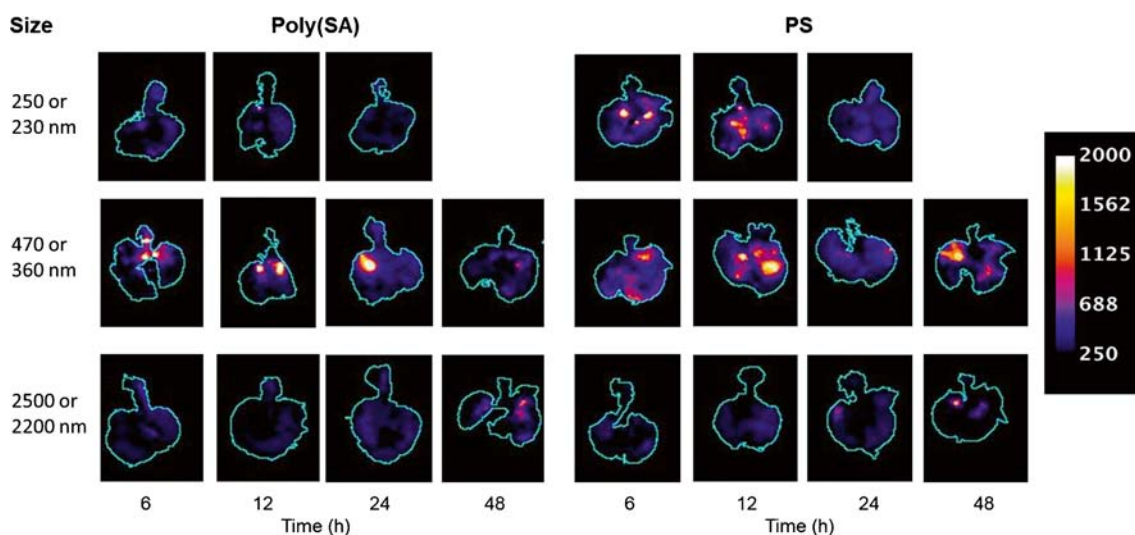 Size
Poly(SA)
PS
250 or
230 nm
470 or
360 nm
2500 or
2200 nm
2000
1562
1125
688
250
6
12
24
48
6
12
24
48
Time (h)
Time (h)